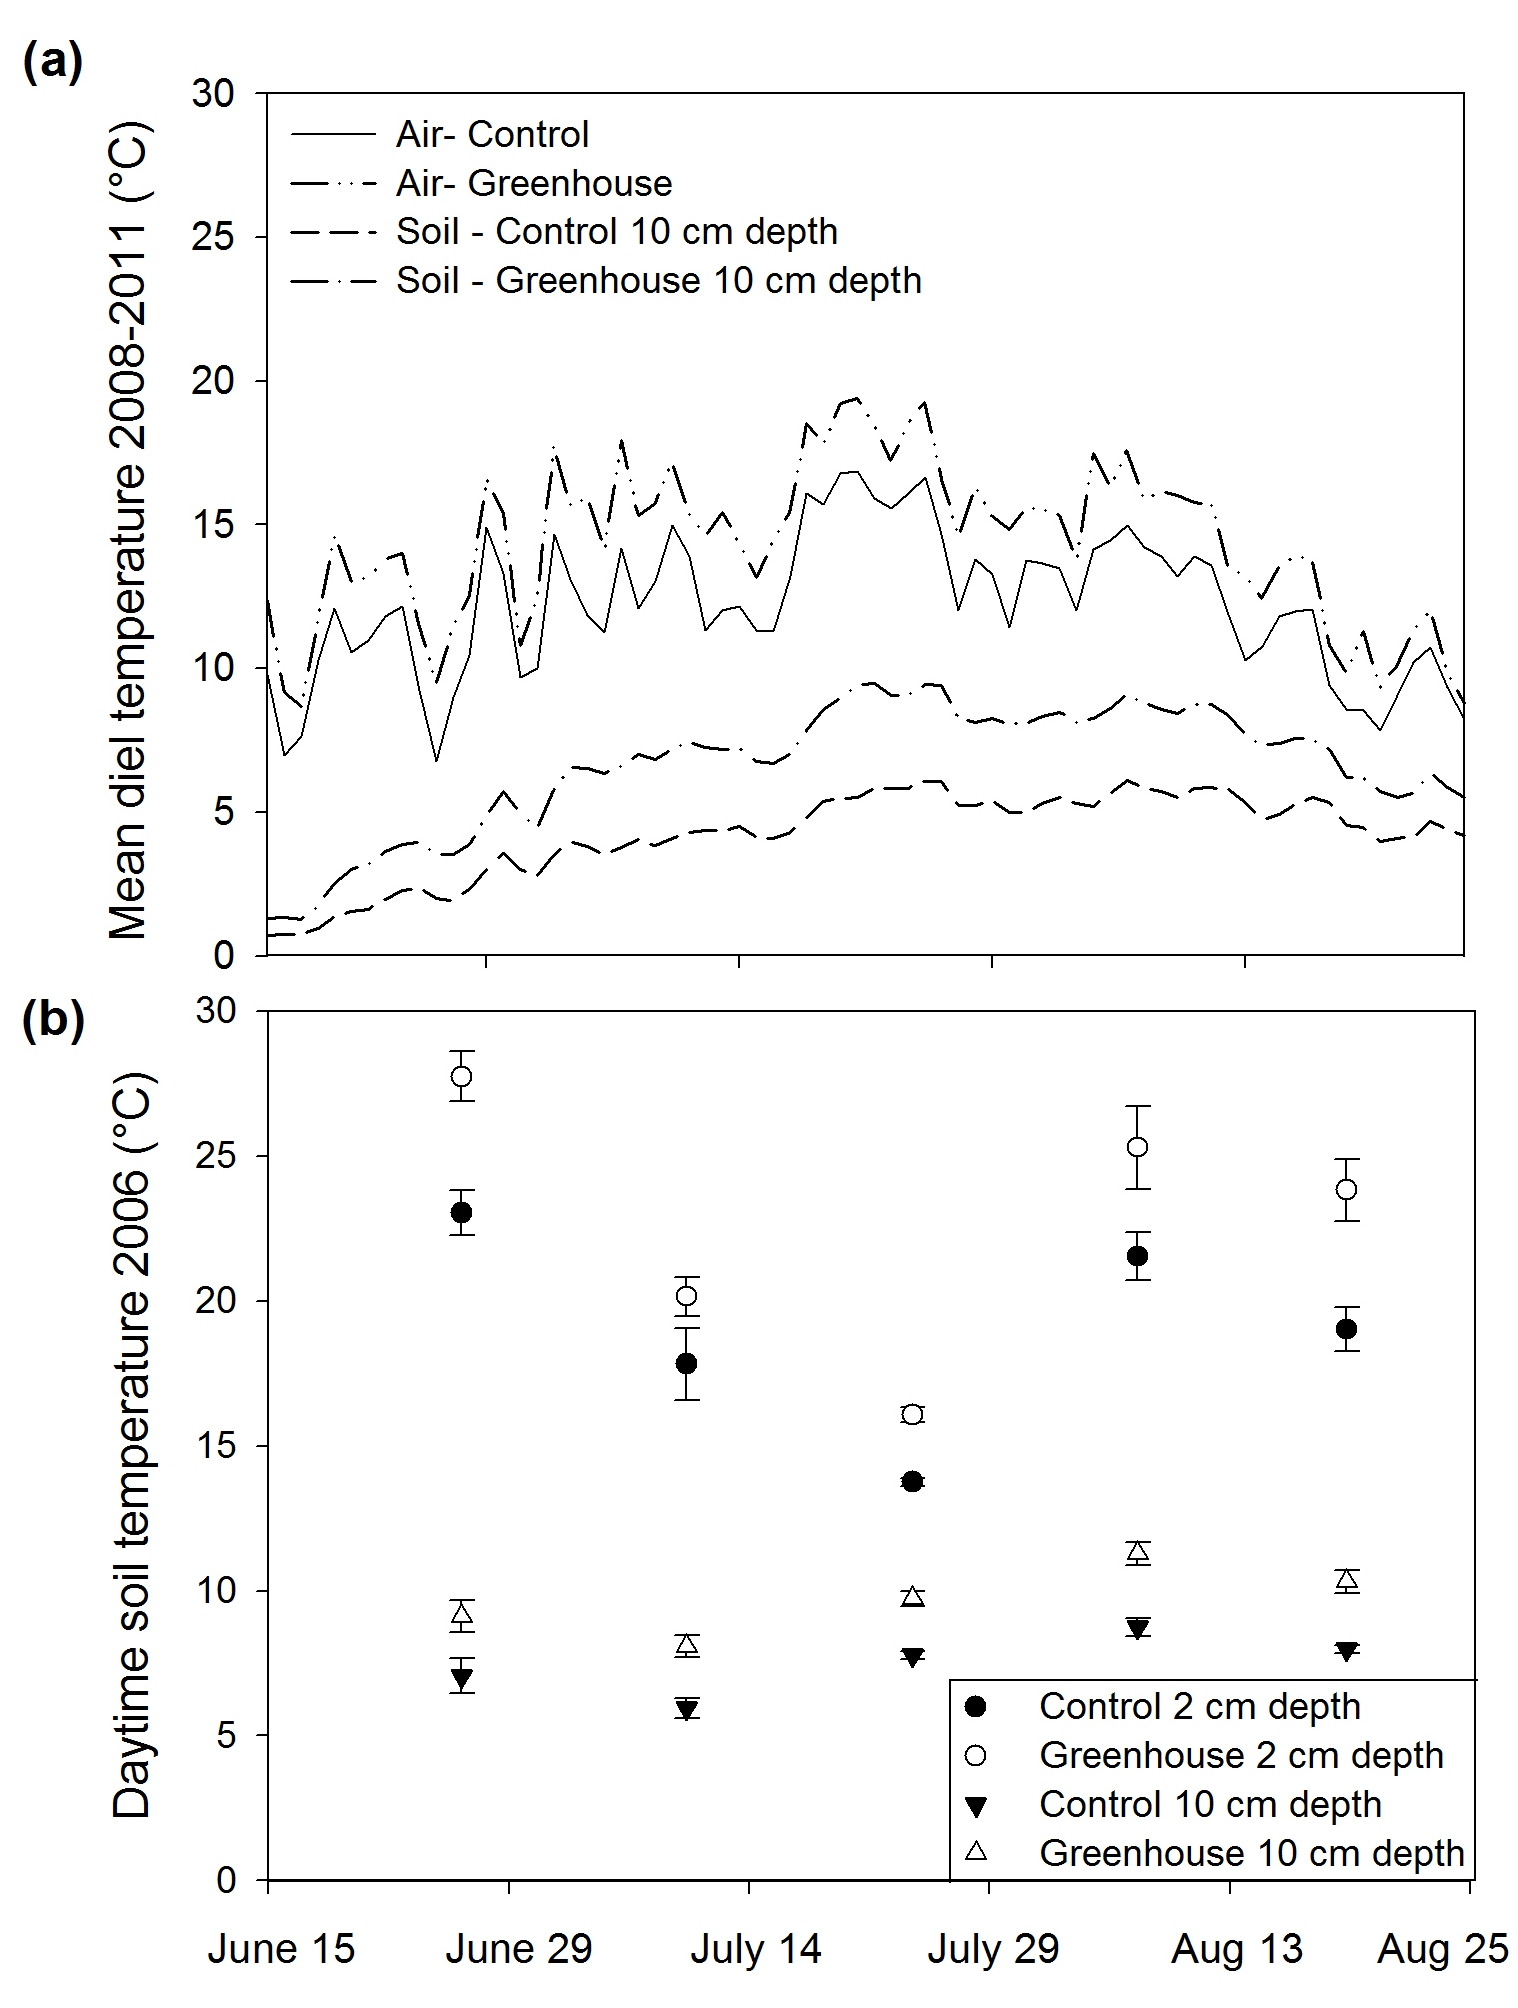 (a)
Mean diel temperature 2008-2011 (°C)
30
25
20
15
10
5
0
Air- Control
Air- Greenhouse
Soil - Control 10 cm depth
Soil - Greenhouse 10 cm depth
(b)
Daytime soil temperature 2006 (°C)
30
25
20
15
10
5
0
Control 2 cm depth
Greenhouse 2 cm depth
Control 10 cm depth
Greenhouse 10 cm depth
June 15 June 29 July 14 July 29 Aug 13 Aug 25